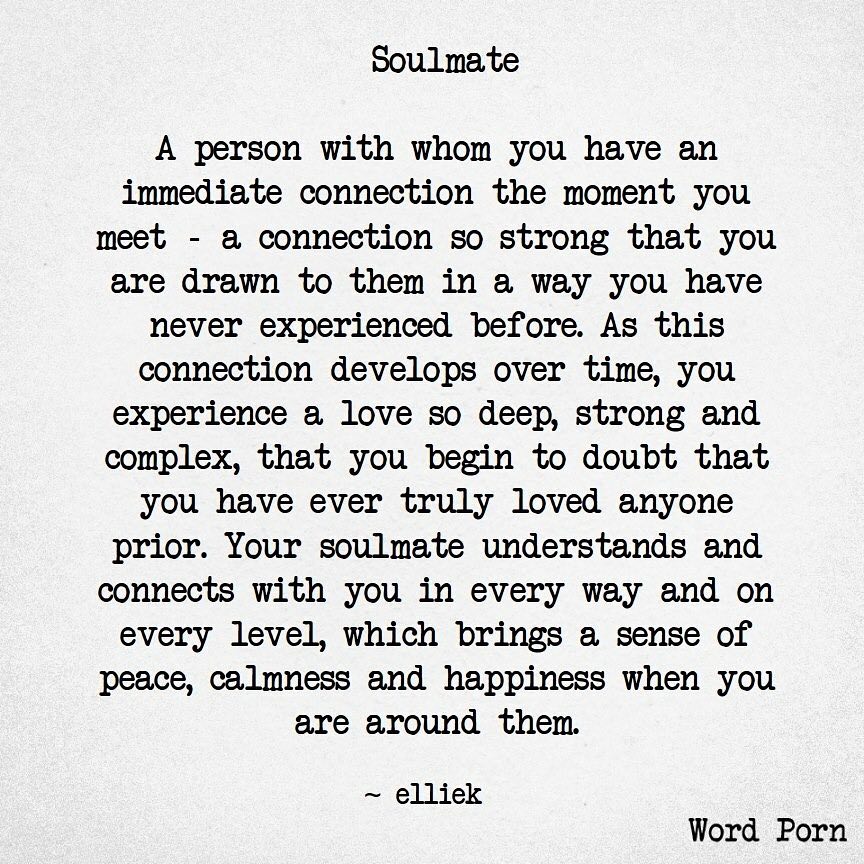 Soulmate
A person with whom you have an
immediate connection the moment you
meet - a connection so strong that you
are drawn to them in a way you have
never experienced before. As this
connection develops over time, you
experience a love so deep, strong and
complex, that you begin to doubt that
you have ever truly loved anyone
prior. Your soulmate understands and
connects with you in every way and on
every level, which brings a sense of
peace, calmness and happiness when you
are around them.
~ elliek
Word Porn